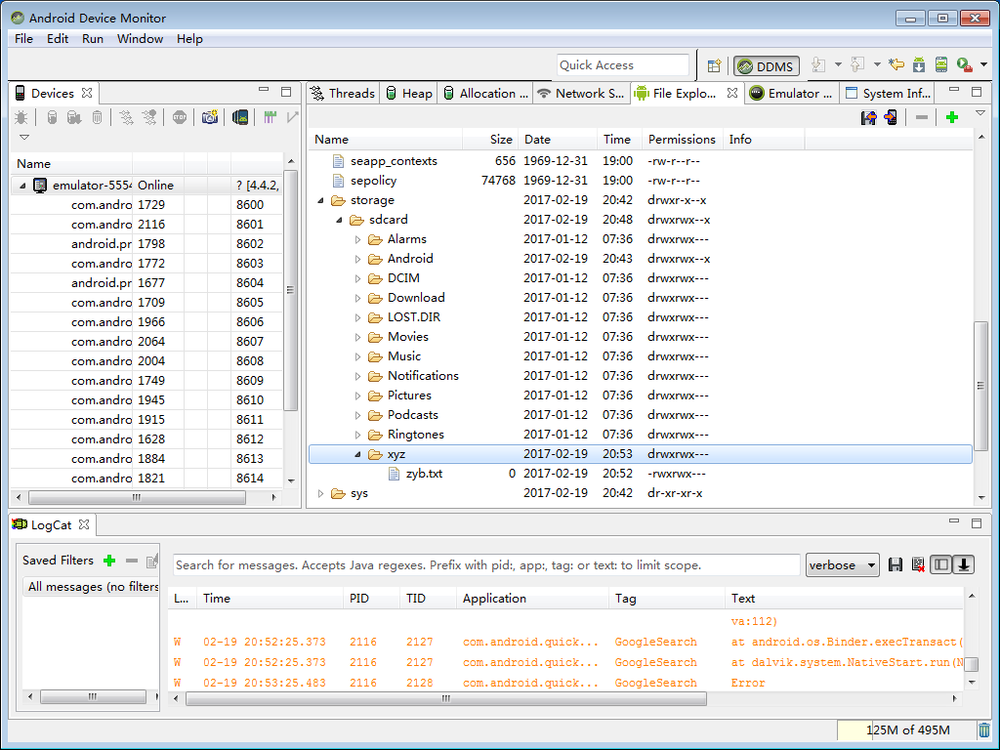 Android Device Monitor
File Edit Run Window Help
Quick Access DDMS
Devices
Name
emulator-5554 Online ? [4.4.2,
com.andro 1729 8600
com.andro 2116 8601
android.pr 1798 8602
com.andro 1772 8603
android.pr 1677 8604
com.andro 1709 8605
com.andro 1966 8606
com.andro 2064 8607
com.andro 2004 8608
com.andro 1749 8609
com.andro 1945 8610
com.andro 1915 8611
com.andro 1628 8612
com.andro 1884 8613
com.andro 1821 8614
Threads Heap Allocation ... Network S... File Explo... Emulator ... System Inf...
Name Size Date Time Permissions Info
seapp_contexts 656 1969-12-31 19:00 -rw-r--r--
sepolicy 74768 1969-12-31 19:00 -rw-r--r--
storage 2017-02-19 20:42 drwxr-x--x
sdcard 2017-02-19 20:48 drwxrwx--x
Alarms 2017-01-12 07:36 drwxrwx---
Android 2017-02-19 20:43 drwxrwx--x
DCIM 2017-01-12 07:36 drwxrwx---
Download 2017-01-12 07:36 drwxrwx---
LOST.DIR 2017-01-12 07:36 drwxrwx---
Movies 2017-01-12 07:36 drwxrwx---
Music 2017-01-12 07:36 drwxrwx---
Notifications 2017-01-12 07:36 drwxrwx---
Pictures 2017-01-12 07:36 drwxrwx---
Podcasts 2017-01-12 07:36 drwxrwx---
Ringtones 2017-01-12 07:36 drwxrwx---
xyz 2017-02-19 20:53 drwxrwx---
zyb.txt 0 2017-02-19 20:52 -rwxrwx---
sys 2017-02-19 20:42 dr-xr-xr-x
LogCat
Saved Filters
All messages (no filters
Search for messages. Accepts Java regexes. Prefix with pid:, app:, tag: or text: to limit scope. verbose
L... Time PID TID Application Tag Text
va:112)
W 02-19 20:52:25.373 2116 2127 com.android.quick... GoogleSearch at android.os.Binder.execTransact(
W 02-19 20:52:25.373 2116 2127 com.android.quick... GoogleSearch at dalvik.system.NativeStart.run(N
W 02-19 20:53:25.483 2116 2128 com.android.quick... GoogleSearch Error
125M of 495M